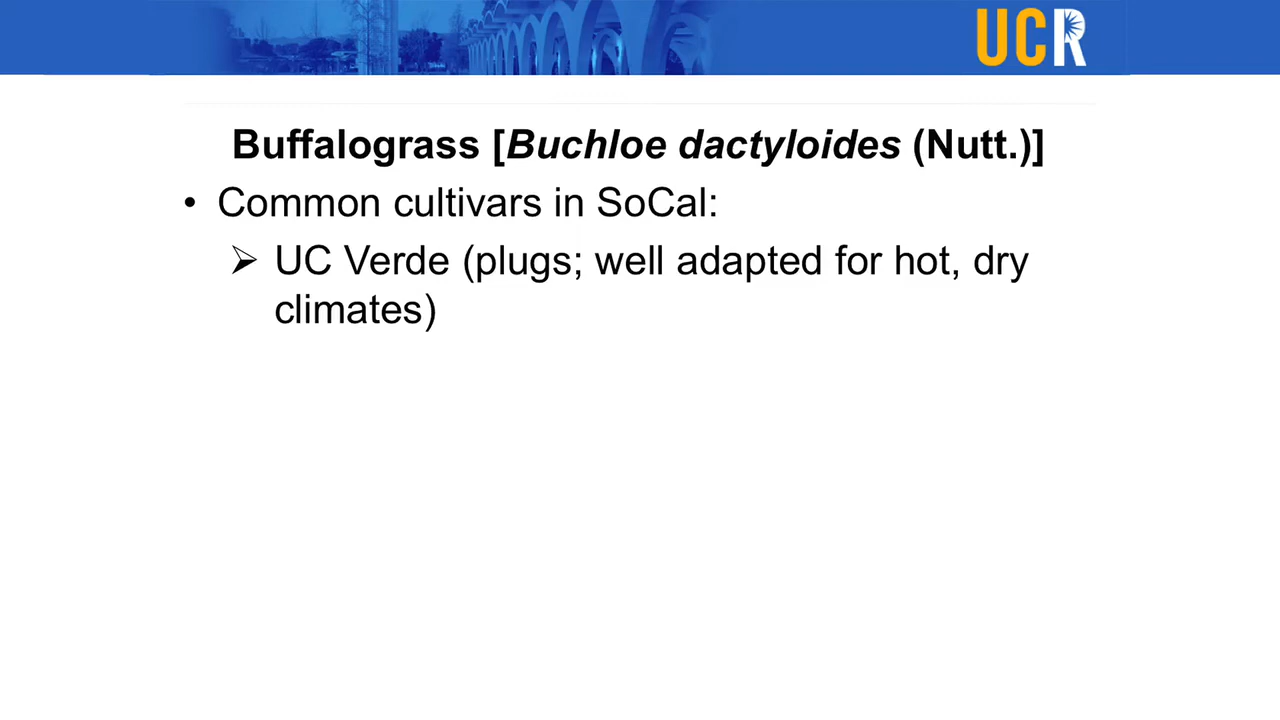 UCR
Buffalograss [Buchloe dactyloides (Nutt.)]
• Common cultivars in SoCal:
➢ UC Verde (plugs; well adapted for hot, dry
climates)